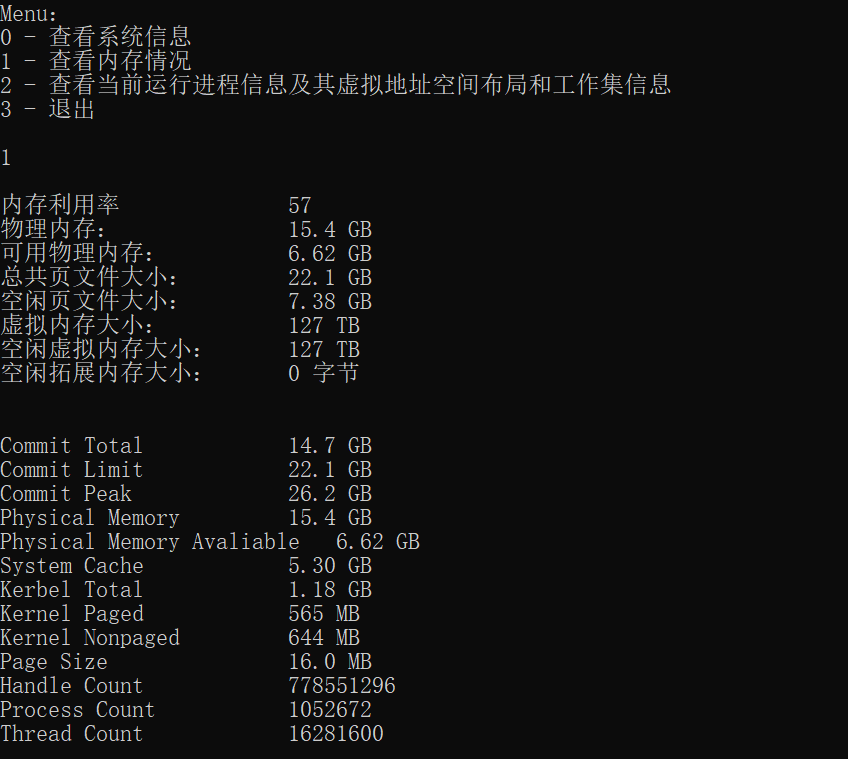 Menu:
0 - 查看系统信息
1 - 查看内存情况
2 - 查看当前运行进程信息及其虚拟地址空间布局和工作集信息
3 - 退出
1
内存利用率 57
物理内存: 15.4 GB
可用物理内存: 6.62 GB
总共页文件大小: 22.1 GB
空闲页文件大小: 7.38 GB
虚拟内存大小: 127 TB
空闲虚拟内存大小: 127 TB
空闲拓展内存大小: 0 字节
Commit Total 14.7 GB
Commit Limit 22.1 GB
Commit Peak 26.2 GB
Physical Memory 15.4 GB
Physical Memory Avaliable 6.62 GB
System Cache 5.30 GB
Kerbel Total 1.18 GB
Kernel Paged 565 MB
Kernel Nonpaged 644 MB
Page Size 16.0 MB
Handle Count 778551296
Process Count 1052672
Thread Count 16281600